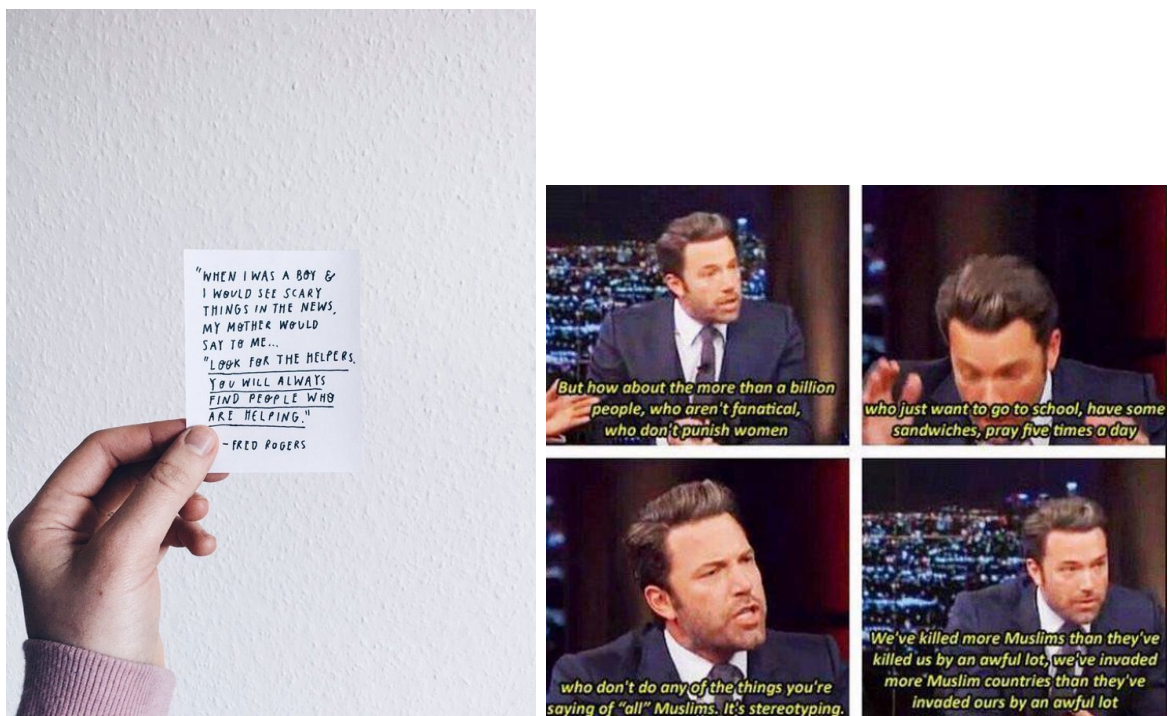 "WHEN I WAS A BOY &
I WOULD SEE SCARY
THINGS IN THE NEWS,
MY MOTHER WOULD
SAY TO ME...
"LOOK FOR THE HELPERS.
YOU WILL ALWAYS
FIND PEOPLE WHO
ARE HELPING."
-FRED ROGERS
But how about the more than a billion
people, who aren't fanatical,
who don't punish women
who just want to go to school, have some
sandwiches, pray five times a day
who don't do any of the things you're
saying of "all" Muslims. It's stereotyping.
We've killed more Muslims than they've
killed us by an awful lot, we've invaded
more Muslim countries than they've
invaded ours by an awful lot